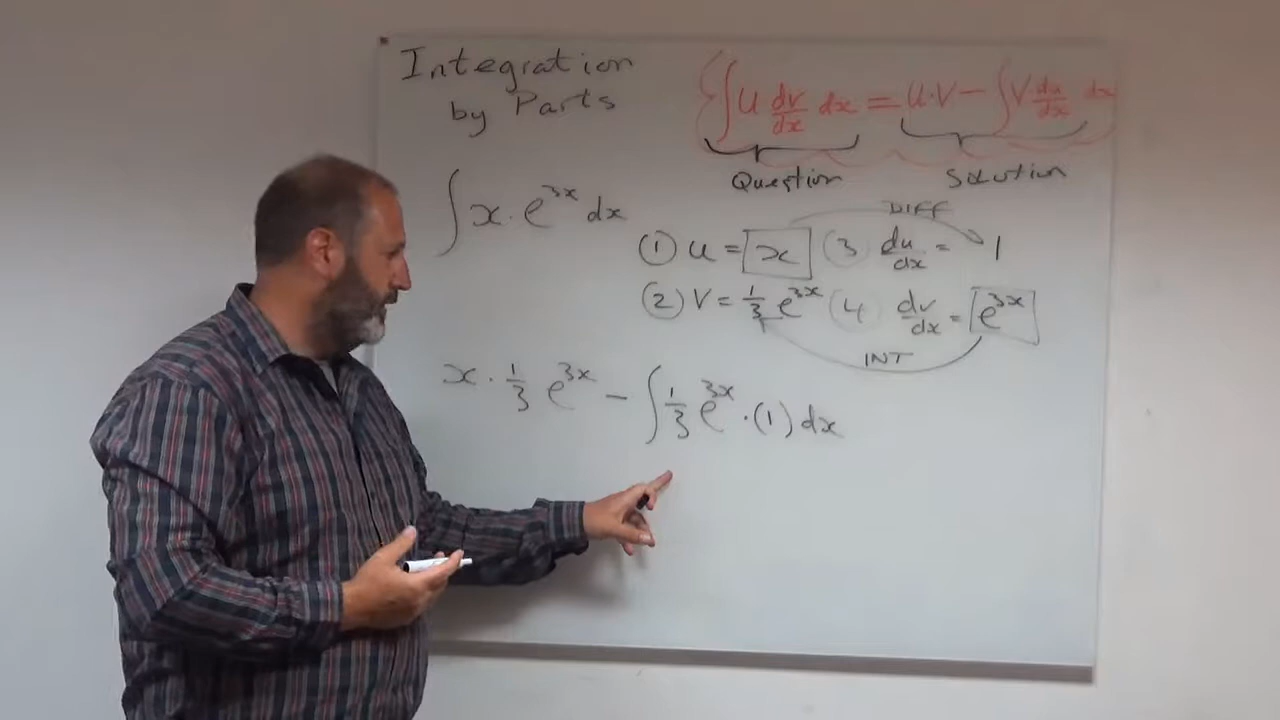 Integration
by Parts
{∫ u dv/dx dx = u·v − ∫ v du/dx dx
Question
Solution
∫ x · e^3x dx
DIFF
(1) u = x (3) du/dx = 1
(2) V = 1/3 e^3x (4) dv/dx = e^3x
INT
x · 1/3 e^3x − ∫ 1/3 e^3x · (1) dx